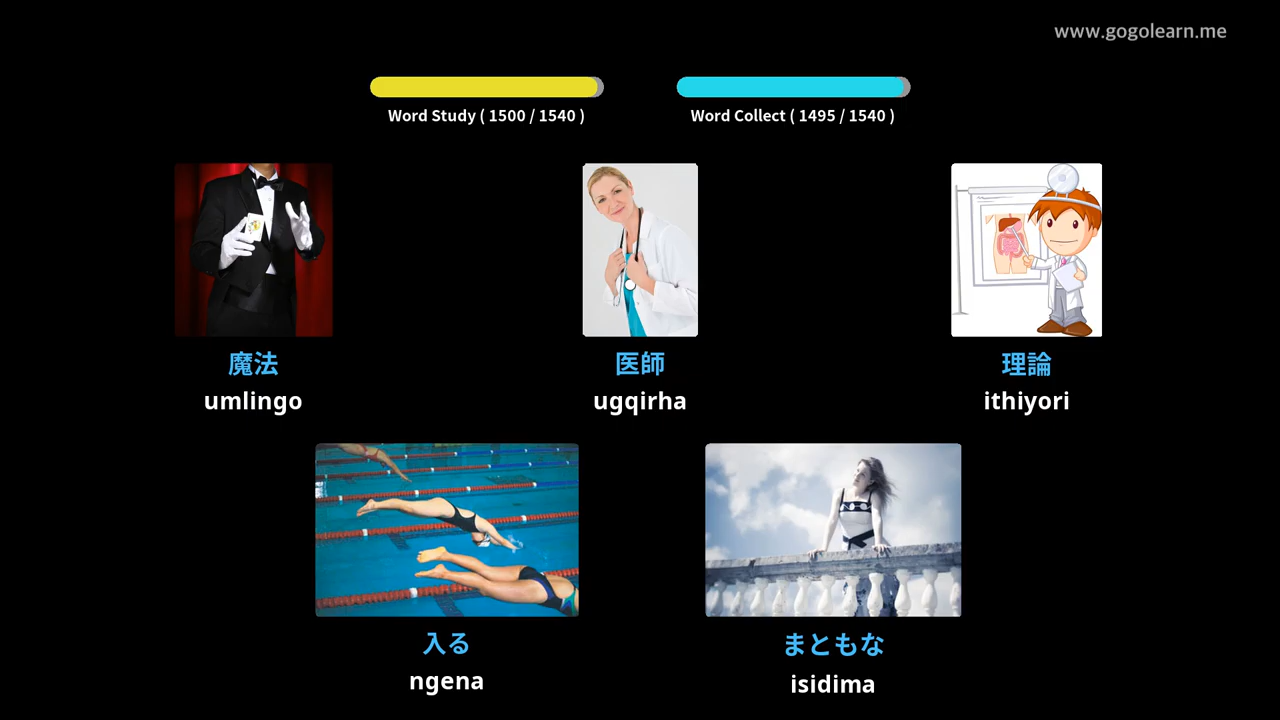 www.gogolearn.me
Word Study ( 1500 / 1540 )
Word Collect ( 1495 / 1540 )
魔法
umlingo
医師
ugqirha
理論
ithiyori
入る
ngena
まともな
isidima